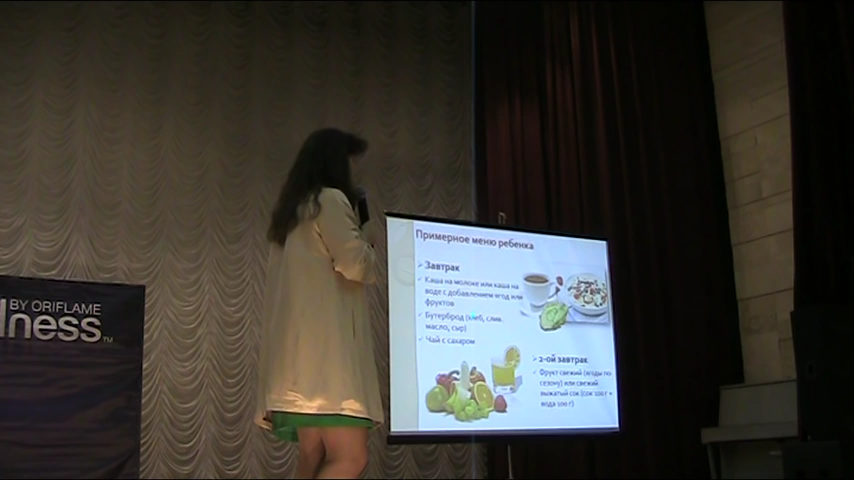 BY ORIFLAME
lness™
Примерное меню ребенка
Завтрак
Каша на молоке или каша на
воде с добавлением ягод или
фруктов
Бутерброд (хлеб, слив.
масло, сыр)
Чай с сахаром
2-ой завтрак
Фрукт свежий (ягоды по
сезону) или свежий
выжатый сок (сок 100 г +
вода 100 г)